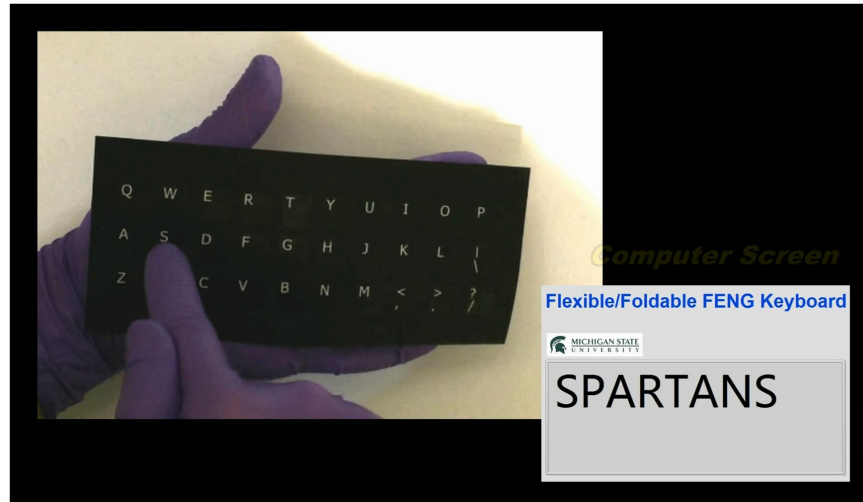 Q W E R T Y U I O P
A S D F G H J K L |
\
Z C V B N M < > ?
, . /
Computer Screen
Flexible/Foldable FENG Keyboard
MICHIGAN STATE
UNIVERSITY
SPARTANS